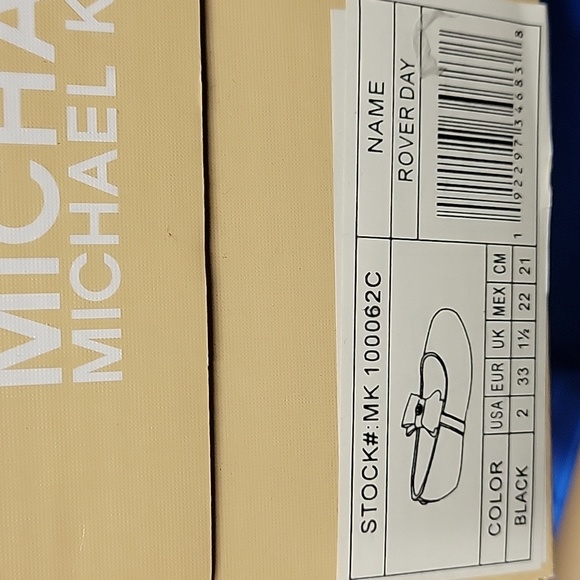 MICHA
MICHAEL K
STOCK#:MK 100062C
NAME
ROVER DAY
COLOR USA EUR UK MEX CM
BLACK 2 33 1½ 22 21
1 92297 34683 8